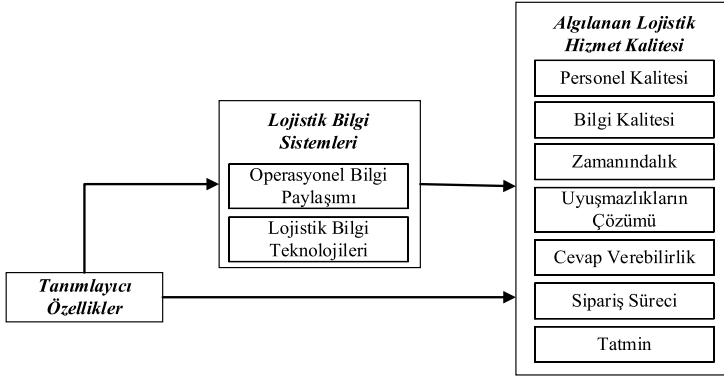 Algılanan Lojistik
Hizmet Kalitesi
Personel Kalitesi
Bilgi Kalitesi
Zamanındalık
Uyuşmazlıkların
Çözümü
Cevap Verebilirlik
Sipariş Süreci
Tatmin
Lojistik Bilgi
Sistemleri
Operasyonel Bilgi
Paylaşımı
Lojistik Bilgi
Teknolojileri
Tanımlayıcı
Özellikler